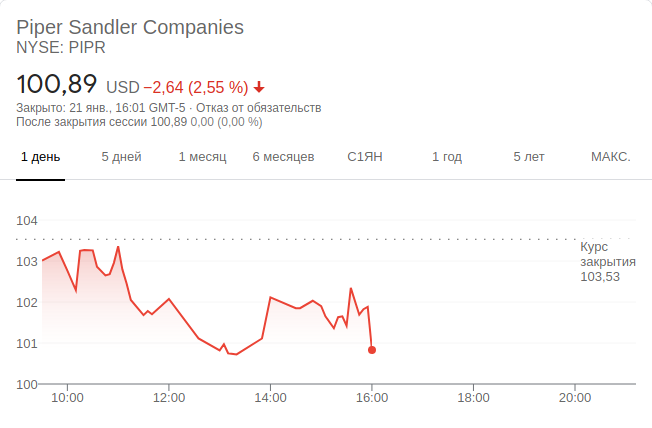 Piper Sandler Companies
NYSE: PIPR
100,89 USD −2,64 (2,55 %)
Закрыто: 21 янв., 16:01 GMT-5 · Отказ от обязательств
После закрытия сессии 100,89 0,00 (0,00 %)
1 день 5 дней 1 месяц 6 месяцев С1ЯН 1 год 5 лет МАКС.
104
Курс
103
закрытия
103,53
102
101
100
10:00 12:00 14:00 16:00 18:00 20:00